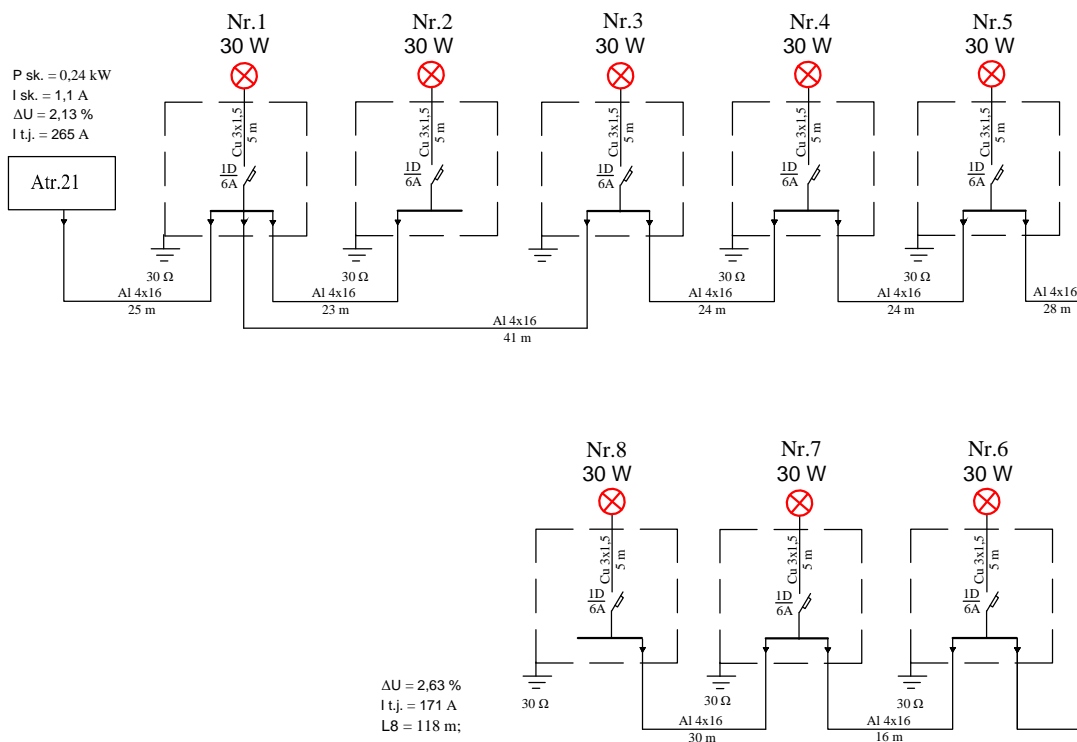 Nr.1
30 W
Nr.2
30 W
Nr.3
30 W
Nr.4
30 W
Nr.5
30 W
P sk. = 0,24 kW
I sk. = 1,1 A
ΔU = 2,13 %
I t.j. = 265 A
Atr.21
Cu 3x1,5
5 m
1D
6A
Cu 3x1,5
5 m
1D
6A
Cu 3x1,5
5 m
1D
6A
Cu 3x1,5
5 m
1D
6A
Cu 3x1,5
5 m
1D
6A
30 Ω
30 Ω
30 Ω
30 Ω
Al 4x16
25 m
Al 4x16
23 m
Al 4x16
41 m
Al 4x16
24 m
Al 4x16
24 m
Al 4x16
28 m
Nr.8
30 W
Nr.7
30 W
Nr.6
30 W
Cu 3x1,5
5 m
1D
6A
Cu 3x1,5
5 m
1D
6A
Cu 3x1,5
5 m
1D
6A
ΔU = 2,63 %
I t.j. = 171 A
L8 = 118 m;
30 Ω
30 Ω
30 Ω
Al 4x16
30 m
Al 4x16
16 m